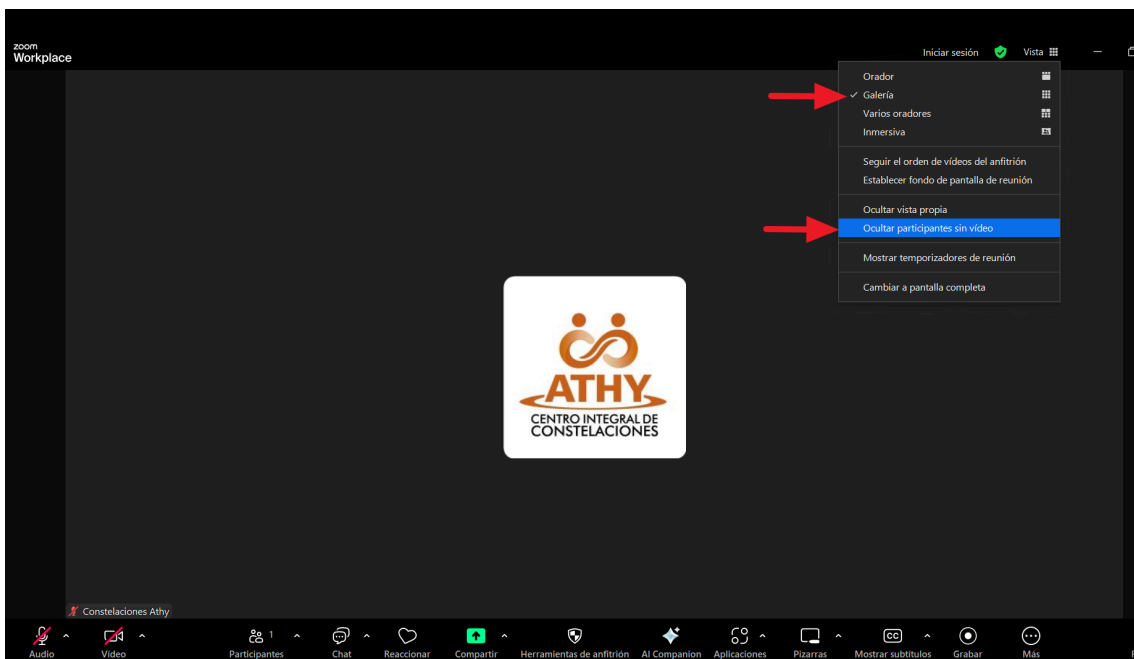 zoom
Workplace
Iniciar sesión
Vista
Orador
Galería
Varios oradores
Inmersiva
Seguir el orden de vídeos del anfitrión
Establecer fondo de pantalla de reunión
Ocultar vista propia
Ocultar participantes sin vídeo
Mostrar temporizadores de reunión
Cambiar a pantalla completa
ATHY
CENTRO INTEGRAL DE
CONSTELACIONES
Constelaciones Athy
1
CC
Audio
Vídeo
Participantes
Chat
Reaccionar
Compartir
Herramientas de anfitrión
AI Companion
Aplicaciones
Pizarras
Mostrar subtítulos
Grabar
Más